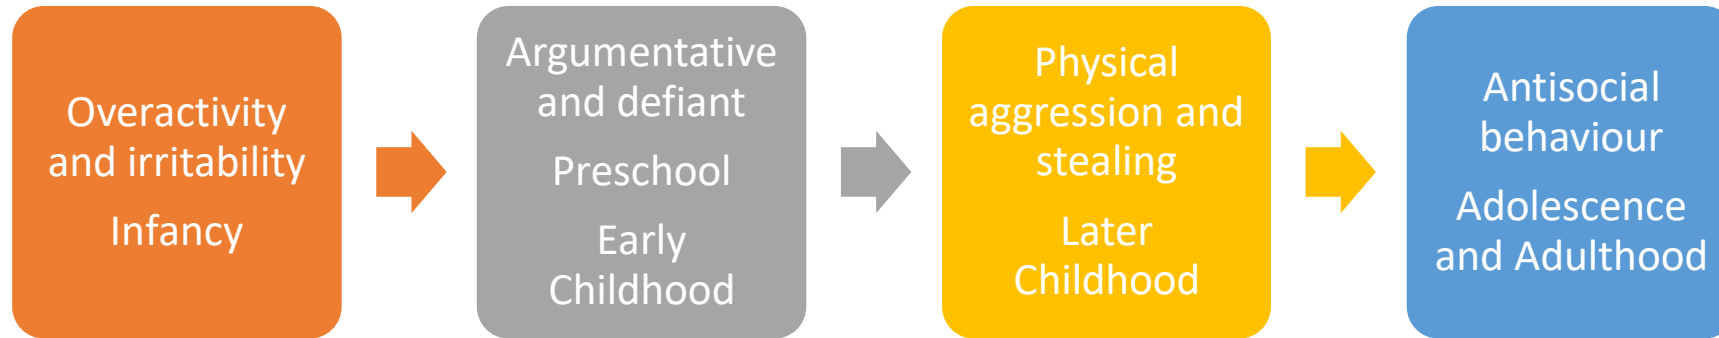 Overactivity
and irritability
Infancy
Argumentative
and defiant
Preschool
Early
Childhood
Physical
aggression and
stealing
Later
Childhood
Antisocial
behaviour
Adolescence
and Adulthood